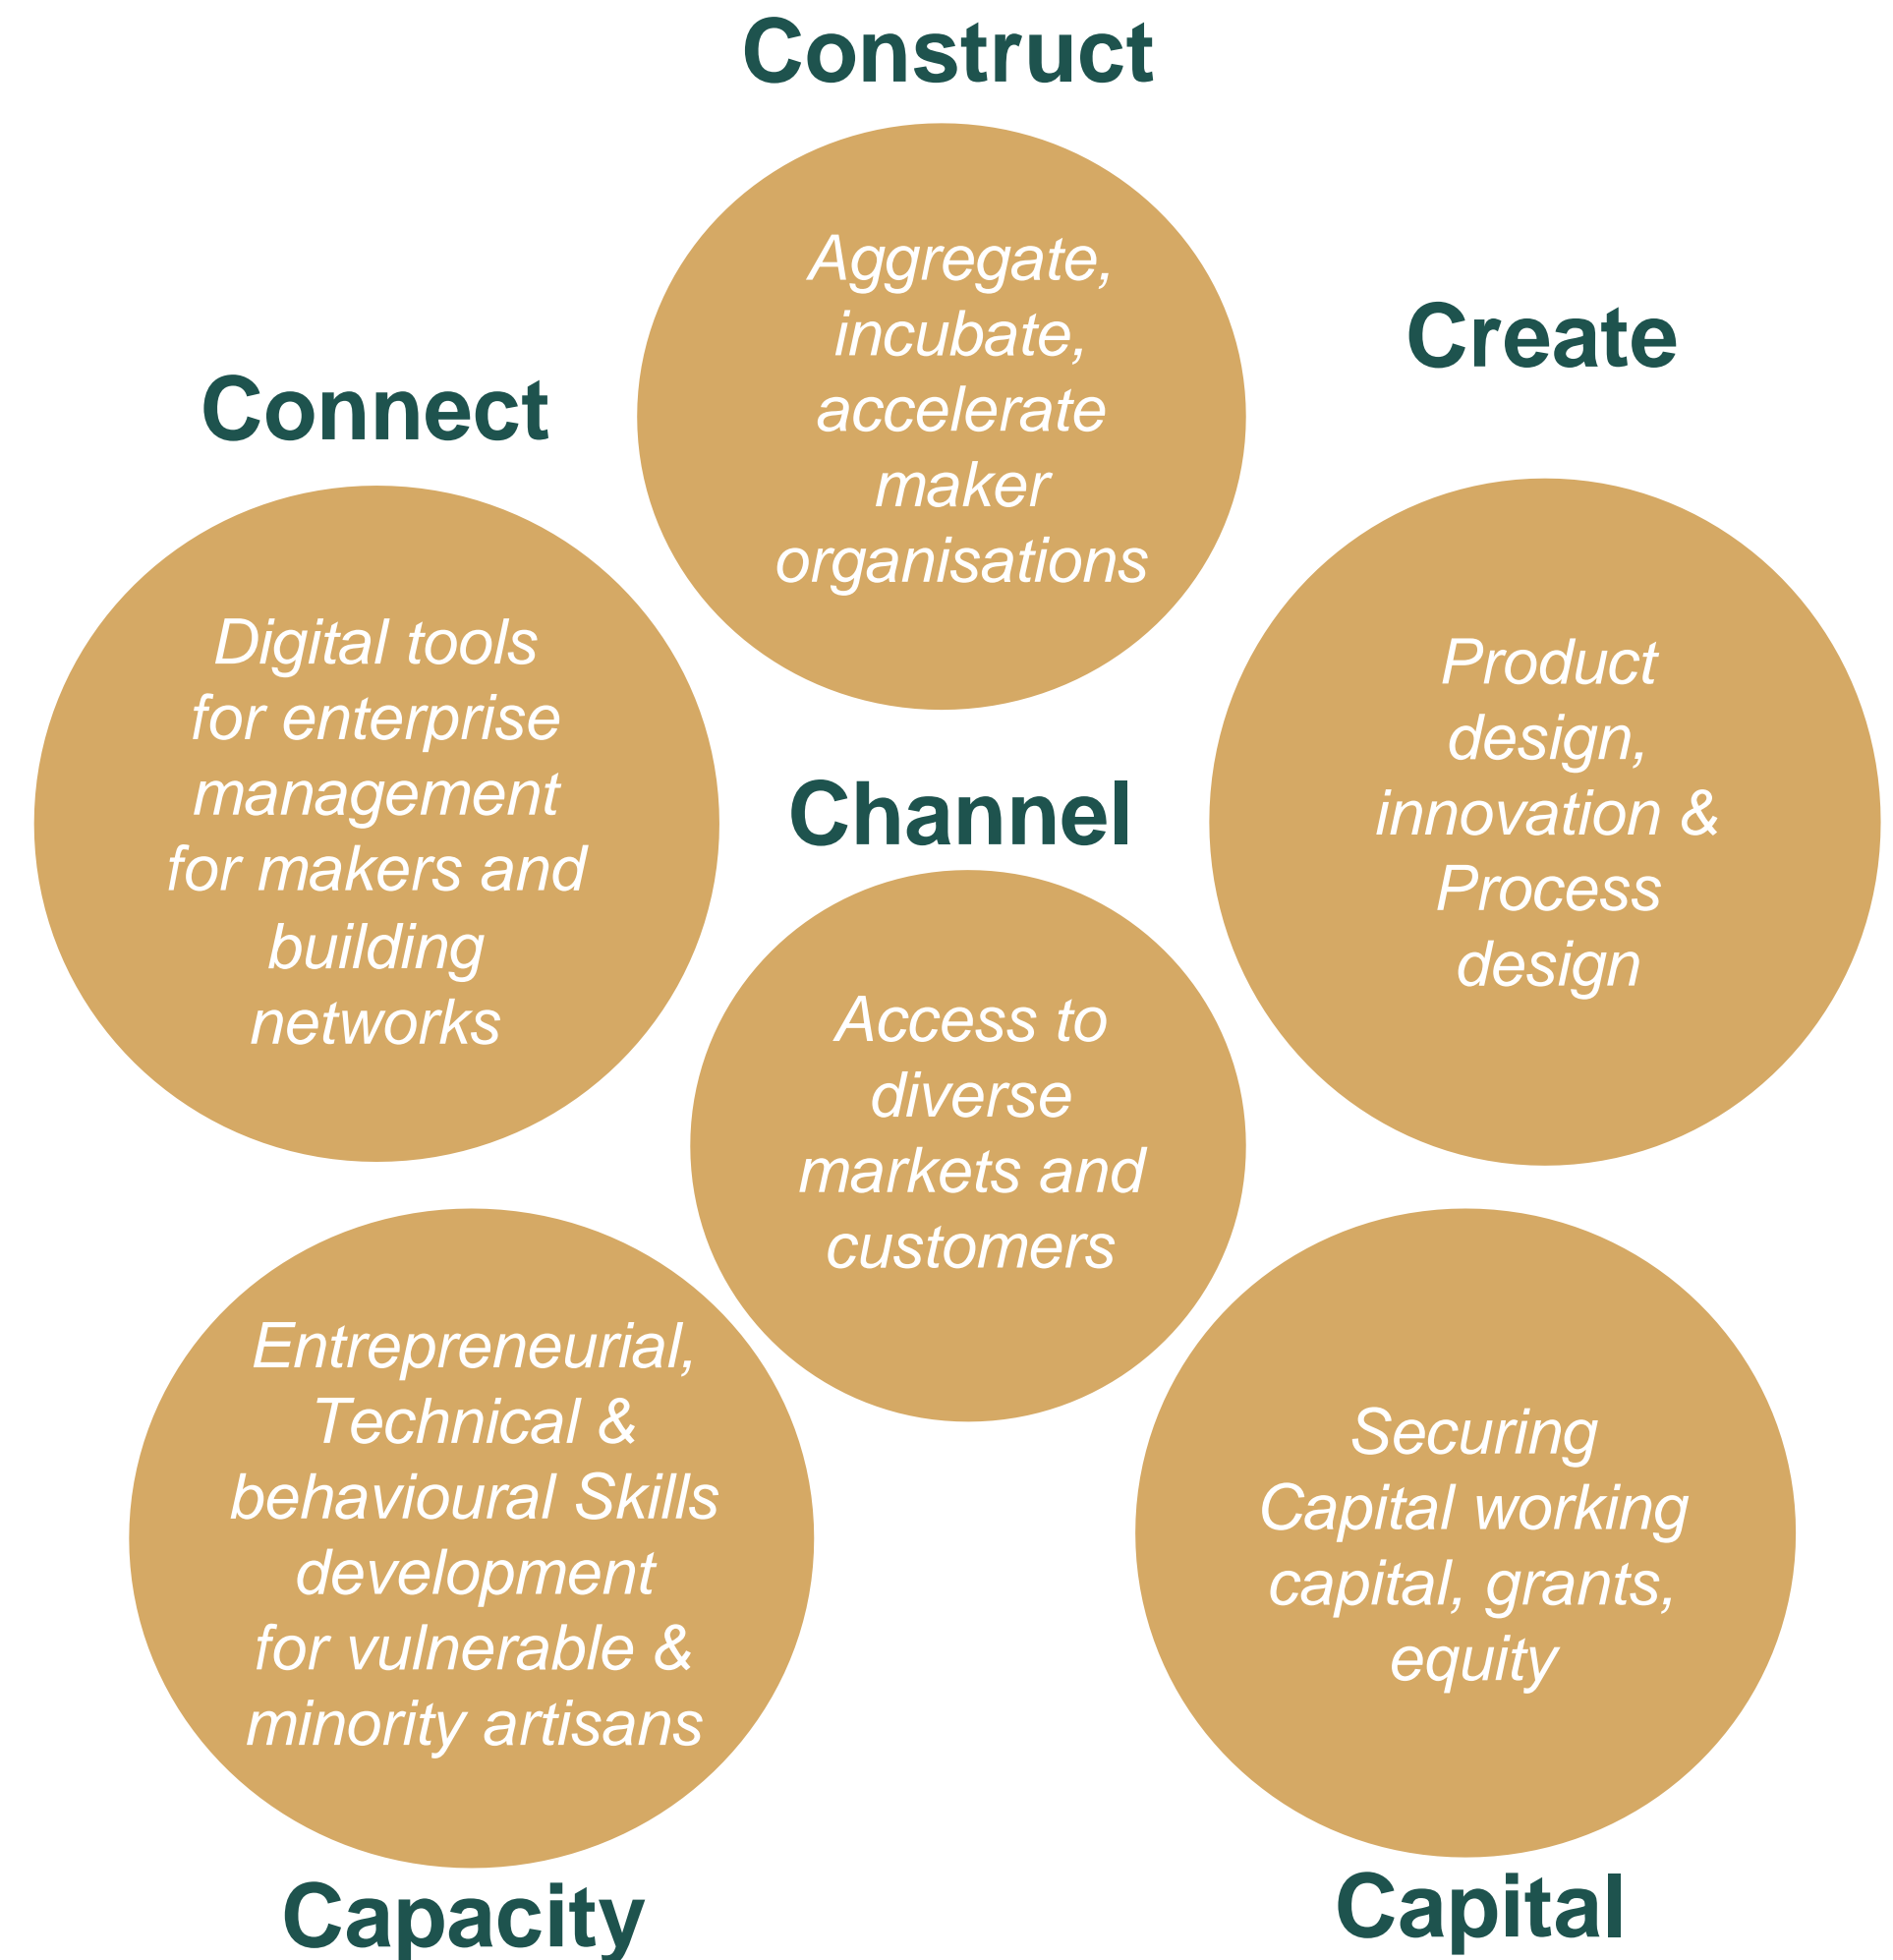 Construct
Aggregate,
incubate,
accelerate
maker
organisations
Create
Product
design,
innovation &
Process
design
Connect
Digital tools
for enterprise
management
for makers and
building
networks
Channel
Access to
diverse
markets and
customers
Entrepreneurial,
Technical &
behavioural Skills
development
for vulnerable &
minority artisans
Capacity
Securing
Capital working
capital, grants,
equity
Capital